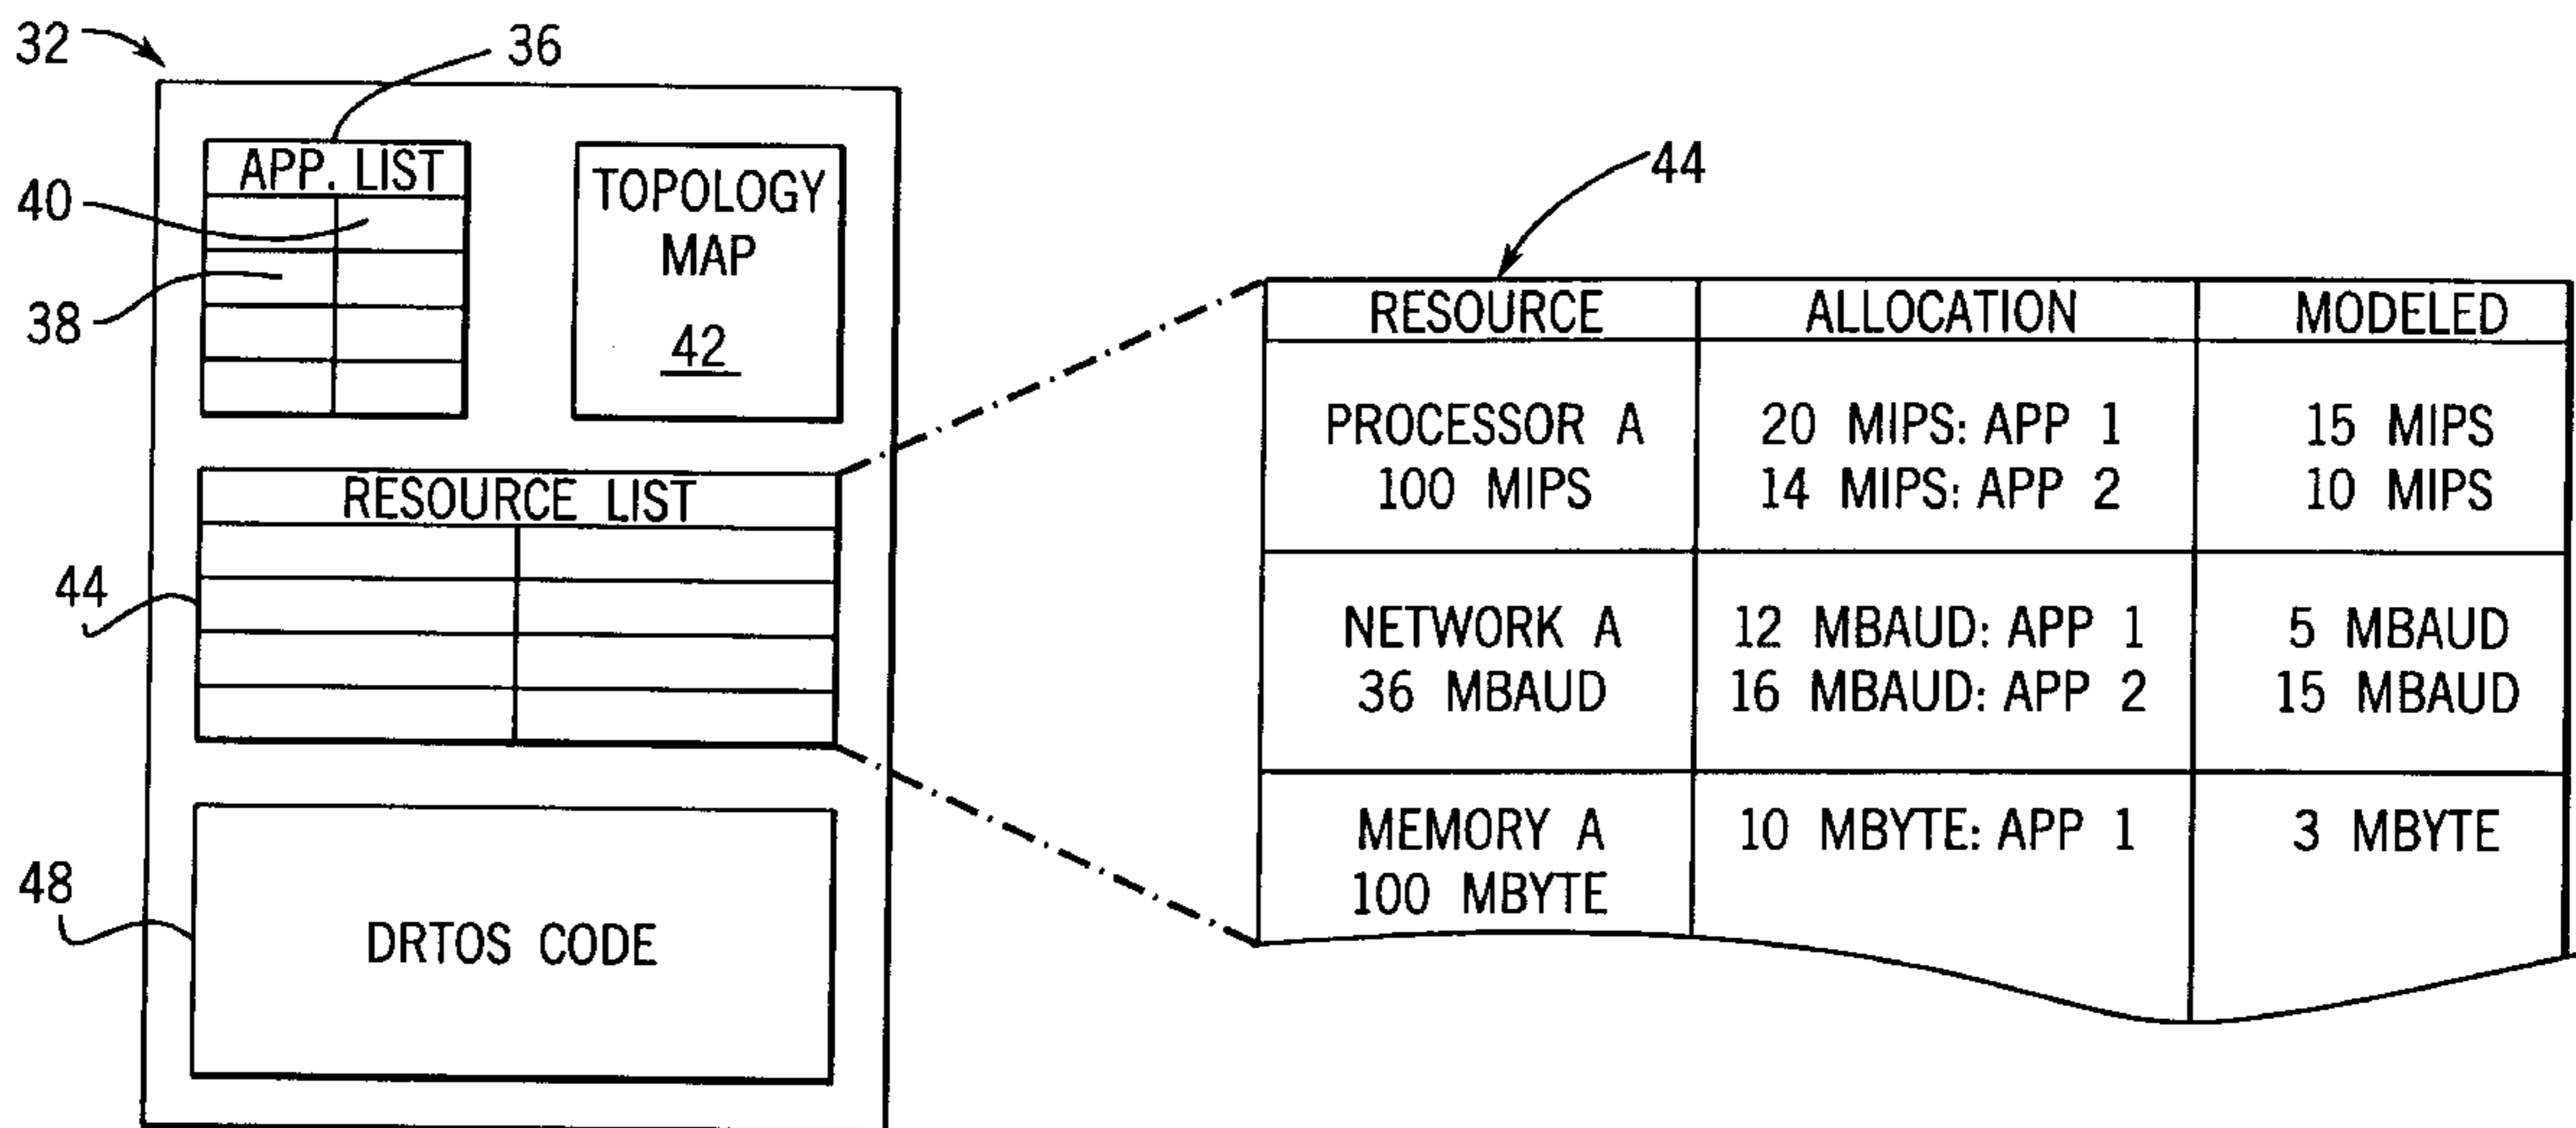 32
36
APP. LIST
40
38
TOPOLOGY
MAP
42
RESOURCE LIST
44
48
DRTOS CODE
44
RESOURCE ALLOCATION MODELED
PROCESSOR A 20 MIPS: APP 1 15 MIPS
100 MIPS 14 MIPS: APP 2 10 MIPS
NETWORK A 12 MBAUD: APP 1 5 MBAUD
36 MBAUD 16 MBAUD: APP 2 15 MBAUD
MEMORY A 10 MBYTE: APP 1 3 MBYTE
100 MBYTE